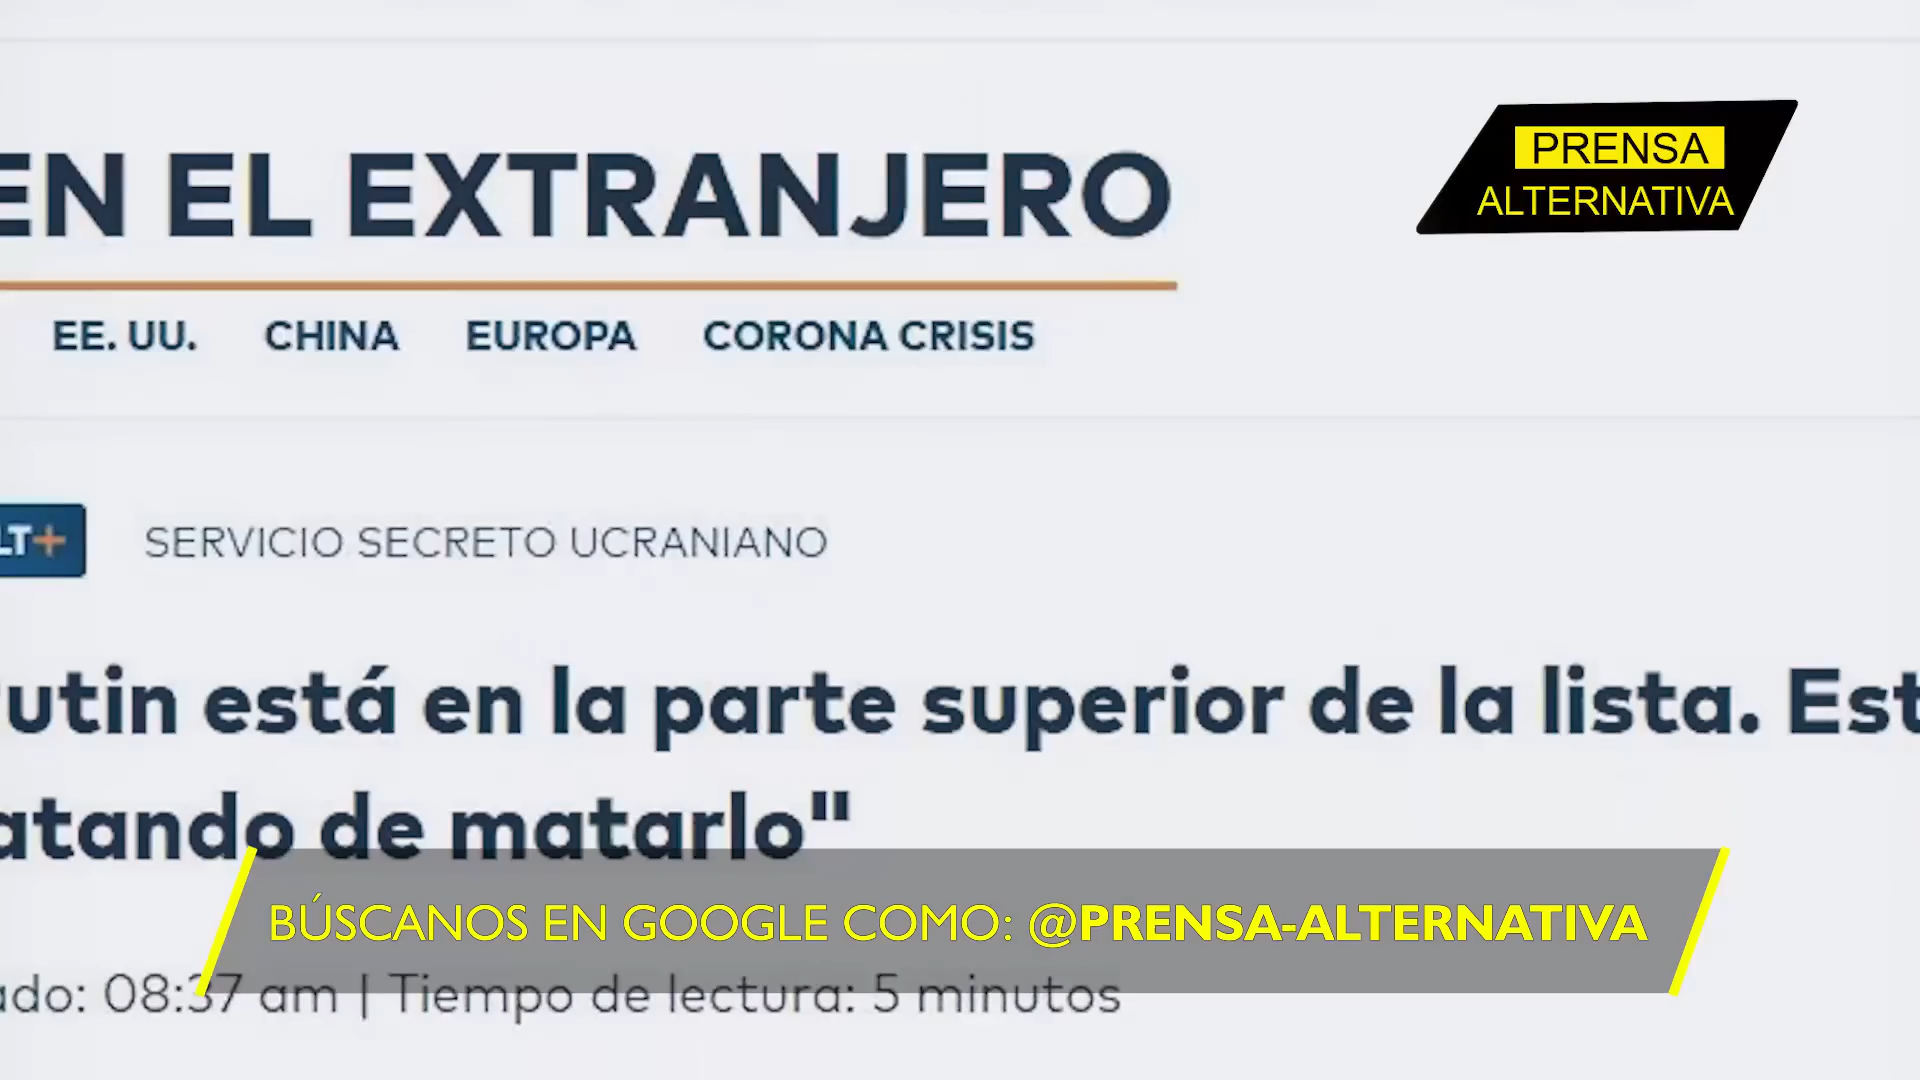 EN EL EXTRANJERO
PRENSA
ALTERNATIVA
EE. UU. CHINA EUROPA CORONA CRISIS
LT+ SERVICIO SECRETO UCRANIANO
utin está en la parte superior de la lista. Est
atando de matarlo"
BÚSCANOS EN GOOGLE COMO: @PRENSA-ALTERNATIVA
ado: 08:37 am | Tiempo de lectura: 5 minutos